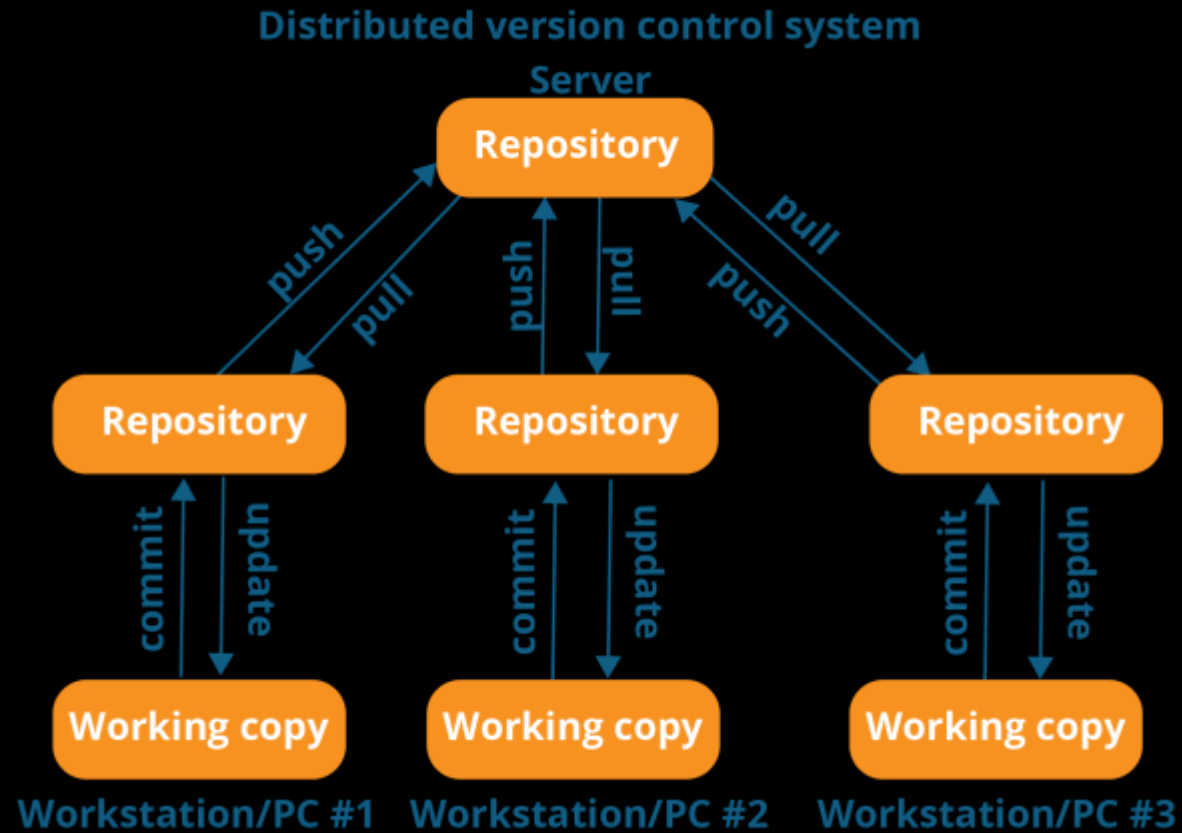 Distributed version control system
Server
Repository
push
pull
push
pull
push
pull
Repository
Repository
Repository
commit
update
commit
update
commit
update
Working copy
Working copy
Working copy
Workstation/PC #1
Workstation/PC #2
Workstation/PC #3